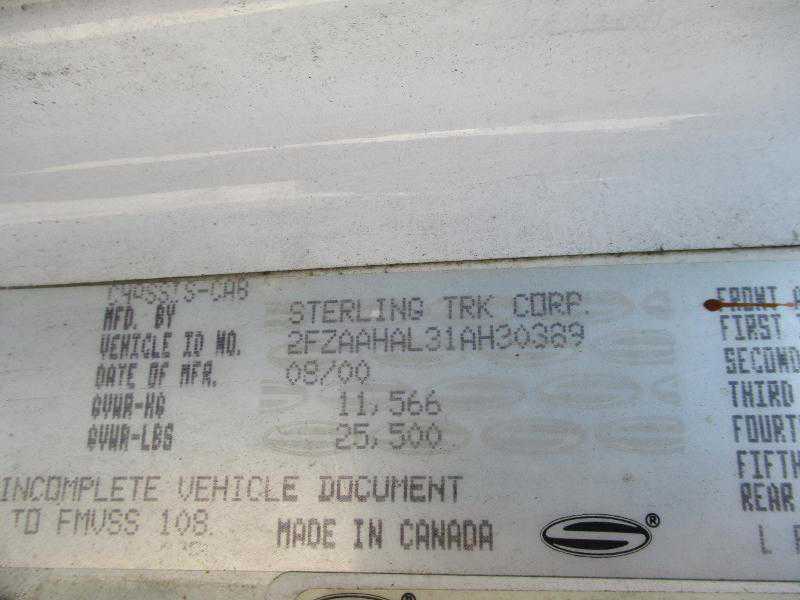 CHASSIS-CAB
MFD. BY STERLING TRK CORP.
VEHICLE ID NO. 2FZAAHAL31AH30389
DATE OF MFR. 08/00
GVWR-KG 11,566
GVWR-LBS 25,500
INCOMPLETE VEHICLE DOCUMENT
TO FMVSS 108.
MADE IN CANADA
®
FRONT
FIRST
SECOND
THIRD
FOURTH
FIFTH
REAR
L